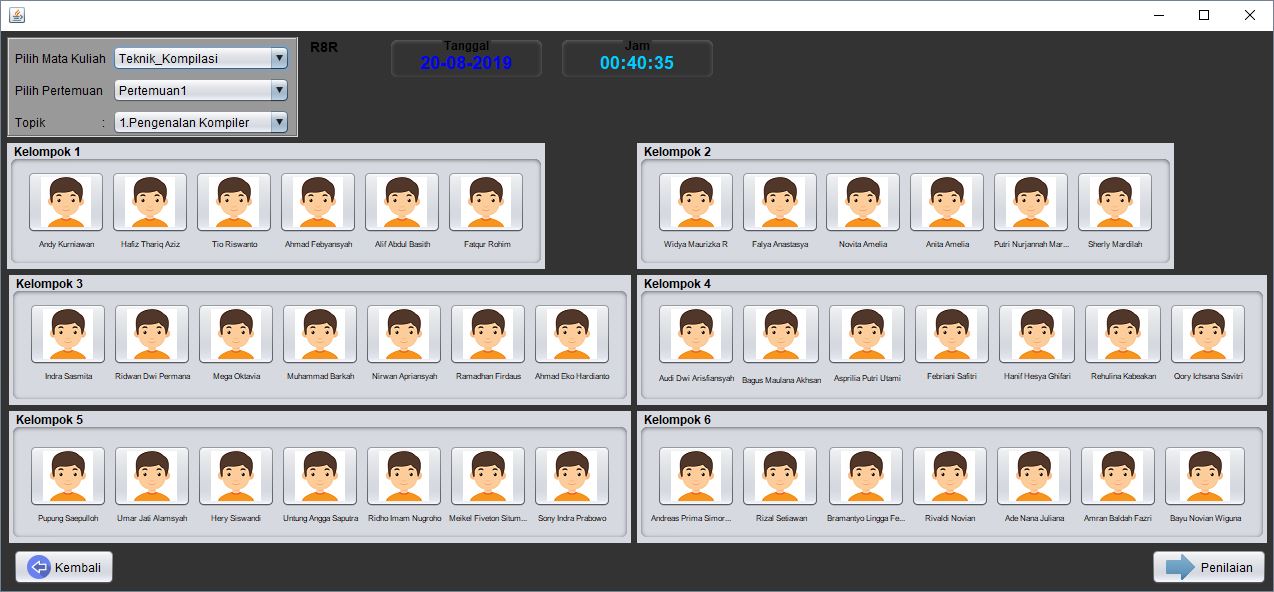 Pilih Mata Kuliah Teknik_Kompilasi
Pilih Pertemuan Pertemuan1
Topik : 1.Pengenalan Kompiler
R8R
Tanggal
20-08-2019
Jam
00:40:35
Kelompok 1
Andy Kurniawan Hafiz Thariq Aziz Tio Riswanto Ahmad Febyansyah Alif Abdul Basith Fatqur Rohim
Kelompok 2
Widya Maurizka R Falya Anastasya Novita Amelia Anita Amelia Putri Nurjannah Mar... Sherly Mardilah
Kelompok 3
Indra Sasmita Ridwan Dwi Permana Mega Oktavia Muhammad Barkah Nirwan Apriansyah Ramadhan Firdaus Ahmad Eko Hardianto
Kelompok 4
Audi Dwi Arisfiansyah Bagus Maulana Akhsan Asprilia Putri Utami Febriani Safitri Hanif Hesya Ghifari Rehulina Kabeakan Qory Ichsana Savitri
Kelompok 5
Pupung Saepulloh Umar Jati Alamsyah Hery Siswandi Untung Angga Saputra Ridho Imam Nugroho Meikel Fiveton Situm... Sony Indra Prabowo
Kelompok 6
Andreas Prima Simor... Rizal Setiawan Bramantyo Lingga Fe... Rivaldi Novian Ade Nana Juliana Amran Baldah Fazri Bayu Novian Wiguna
Kembali
Penilaian